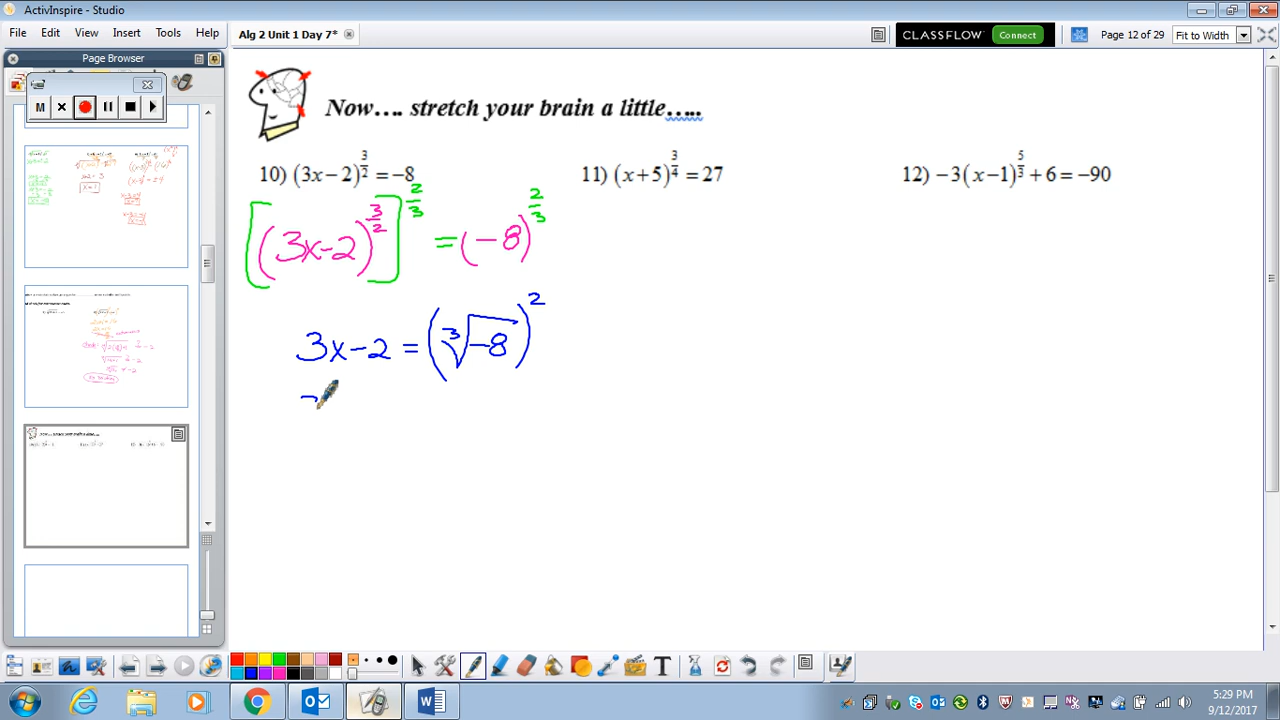 ActivInspire - Studio
File Edit View Insert Tools Help
Alg 2 Unit 1 Day 7*
CLASSFLOW Connect
Page 12 of 29
Fit to Width
Page Browser
M
Now…. stretch your brain a little…..
10) (3x−2)^(3/2) = −8
11) (x+5)^(3/4) = 27
12) −3(x−1)^(5/3) + 6 = −90
[(3x-2)^(3/2)]^(2/3) = (-8)^(2/3)
3x-2 = (∛-8)^2
5:29 PM
9/12/2017